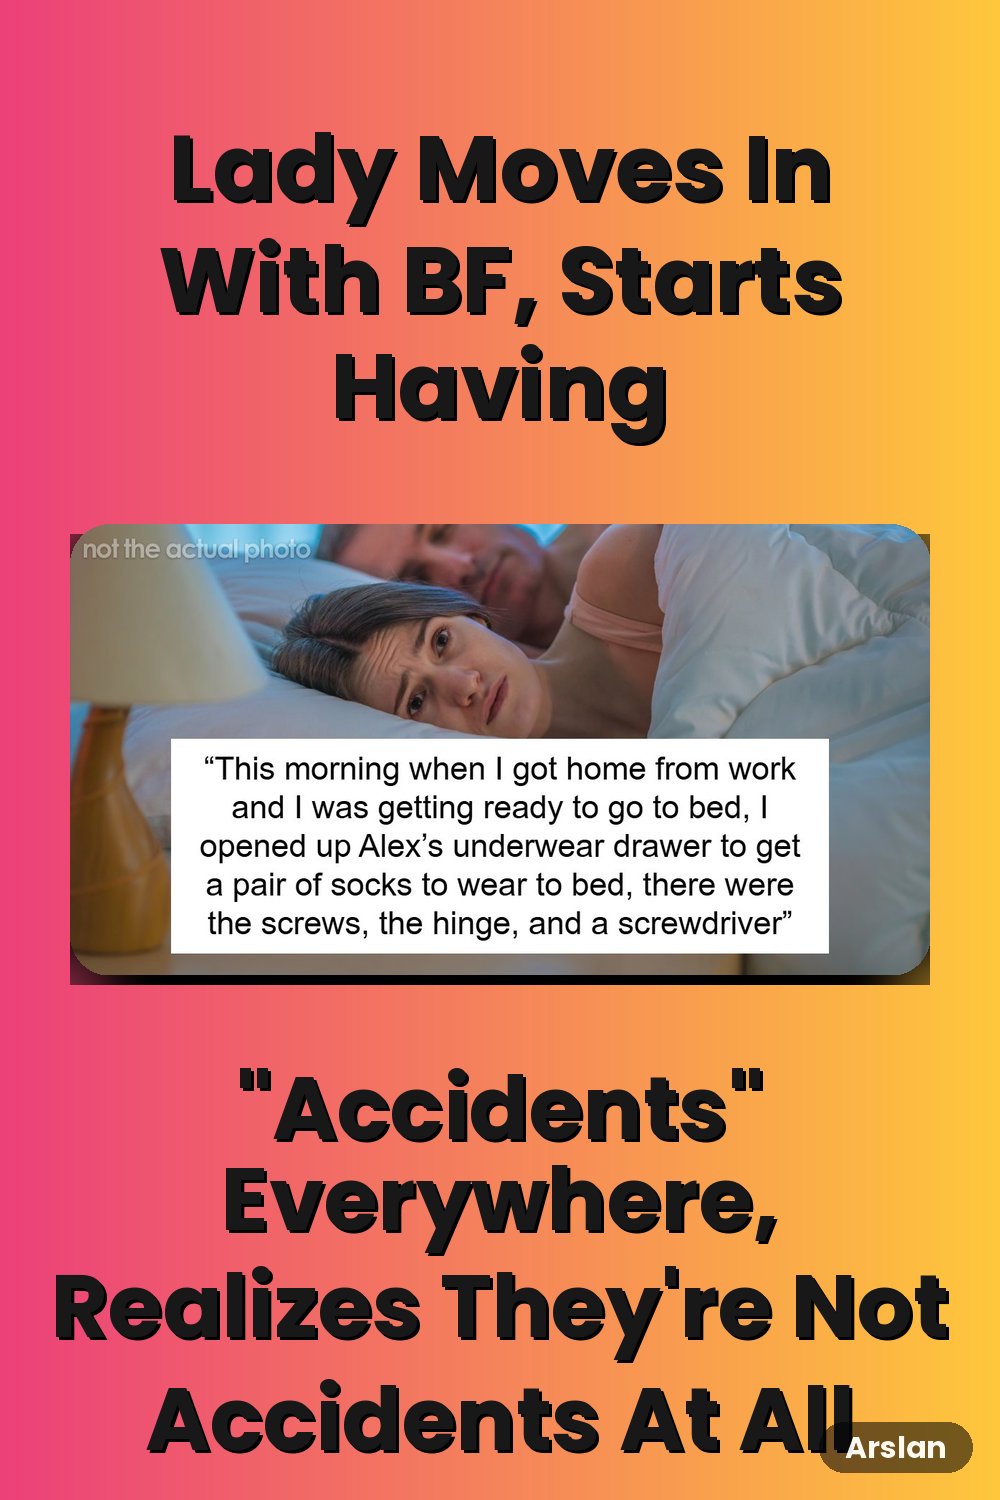 Lady Moves In
With BF, Starts
Having
not the actual photo
“This morning when I got home from work
and I was getting ready to go to bed, I
opened up Alex’s underwear drawer to get
a pair of socks to wear to bed, there were
the screws, the hinge, and a screwdriver”
"Accidents"
Everywhere,
Realizes They're Not
Accidents At All
Arslan